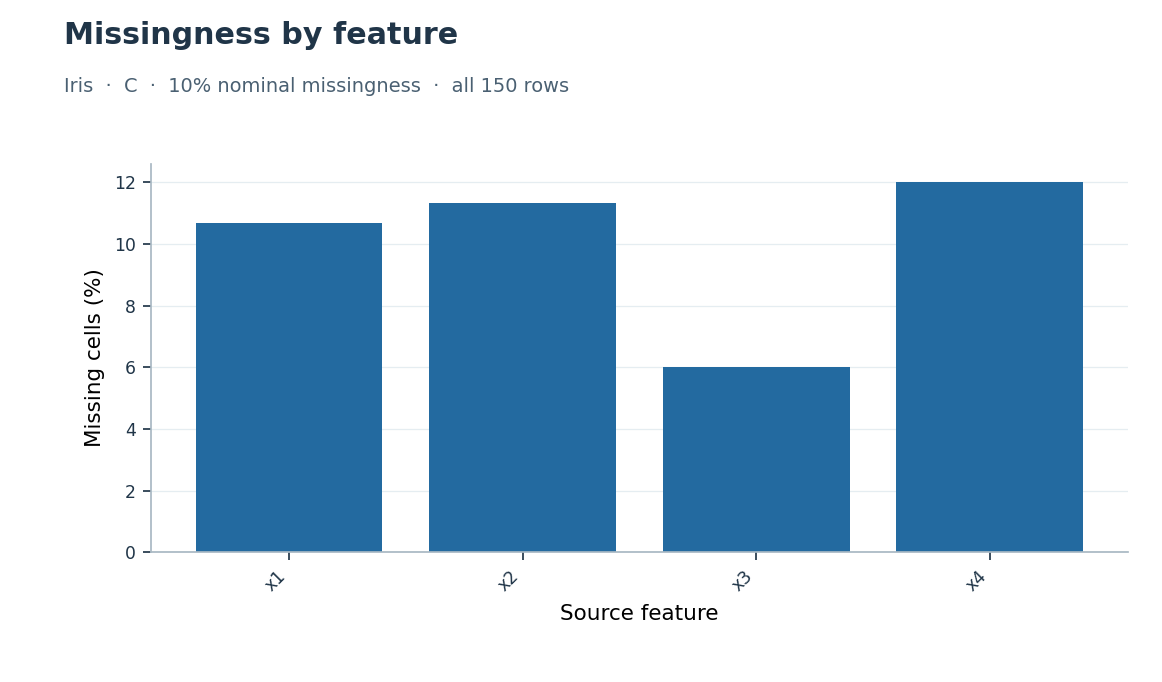 Missingness by feature
Iris · C · 10% nominal missingness · all 150 rows
12
10
8
6
4
2
0
Missing cells (%)
x1
x2
x3
x4
Source feature